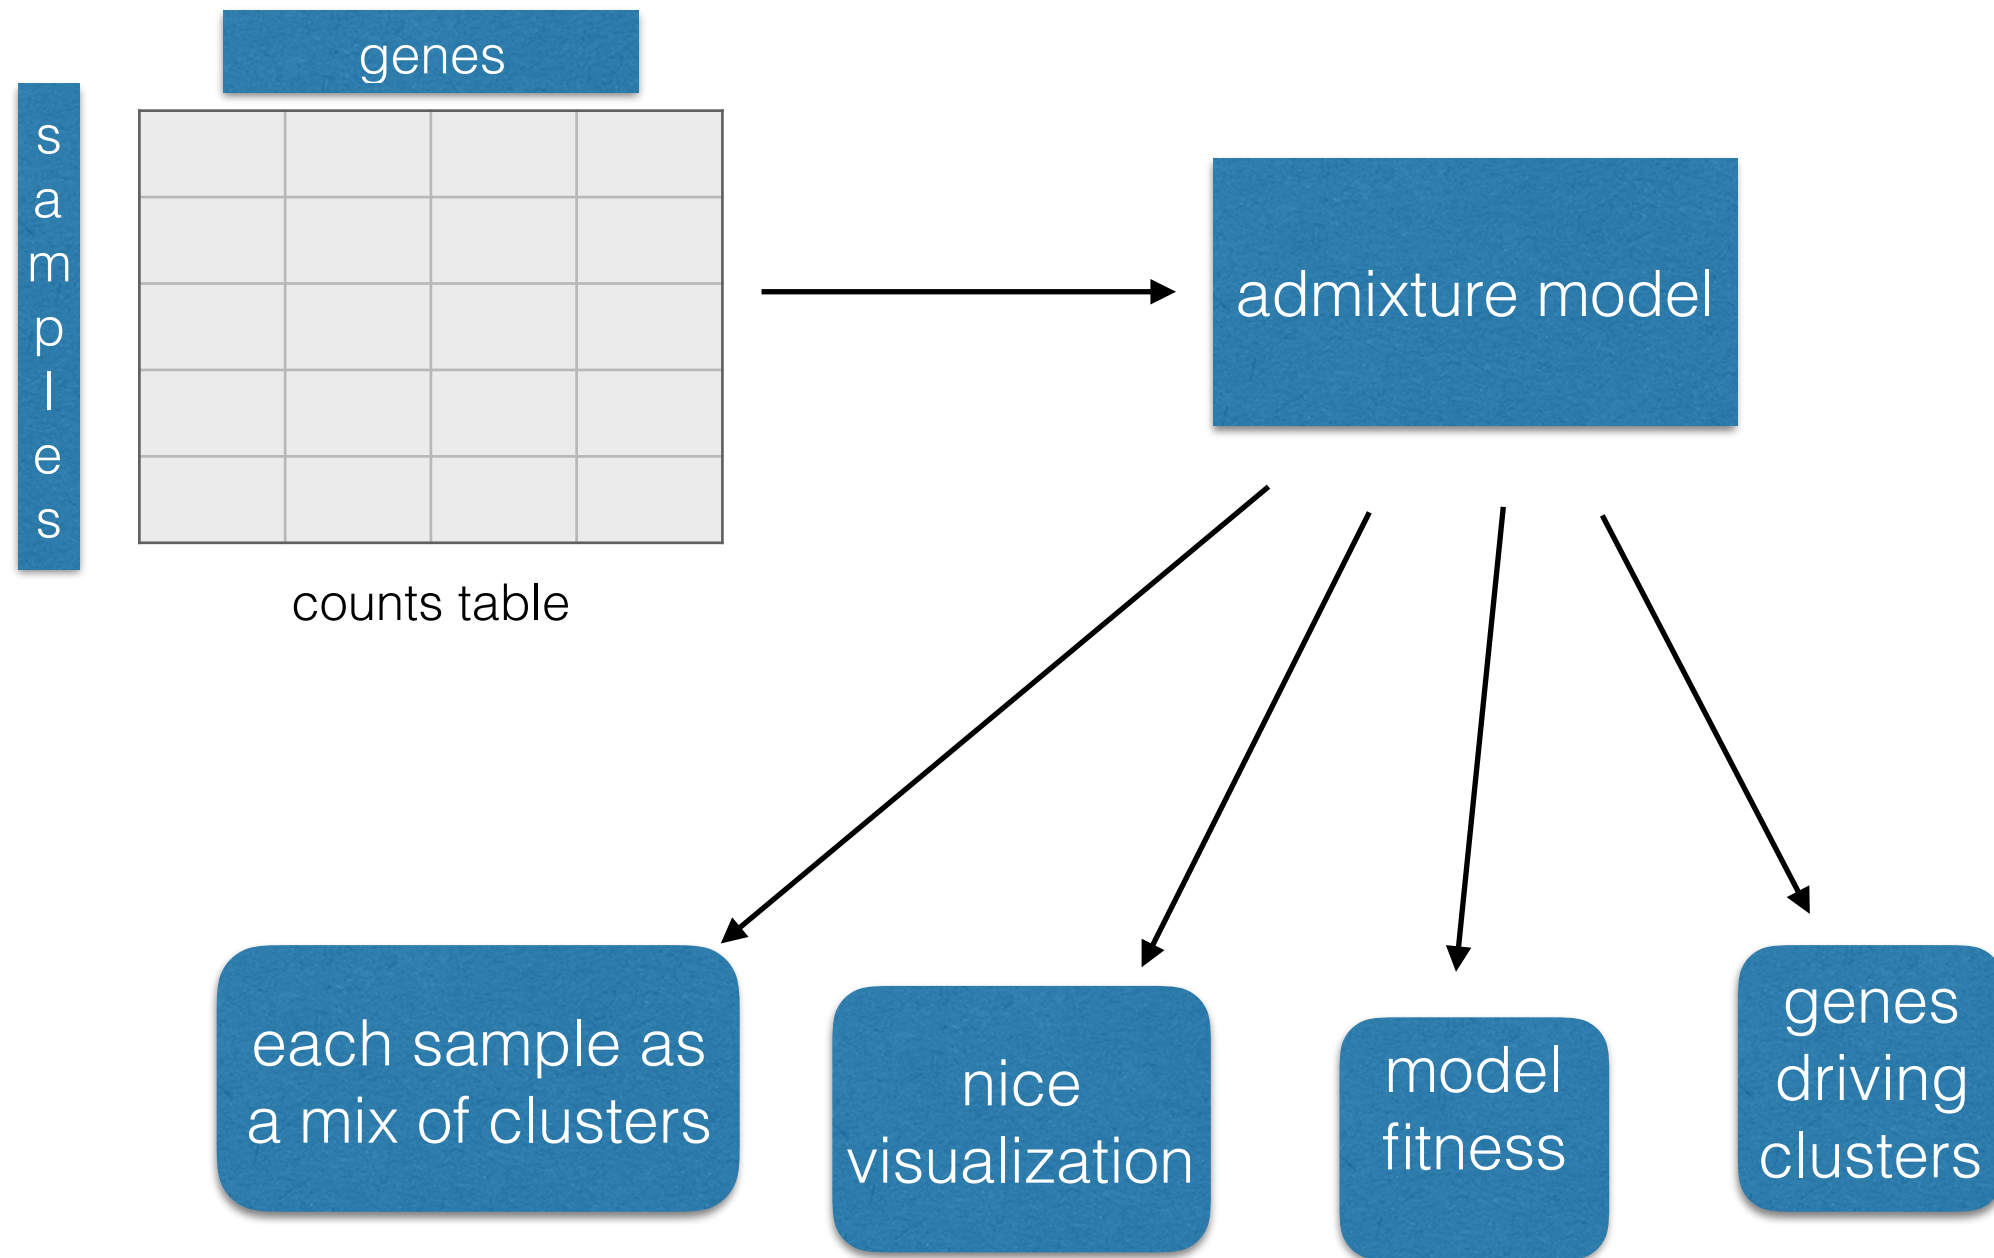 genes
samples
counts table
admixture model
each sample as
a mix of clusters
nice
visualization
model
fitness
genes
driving
clusters